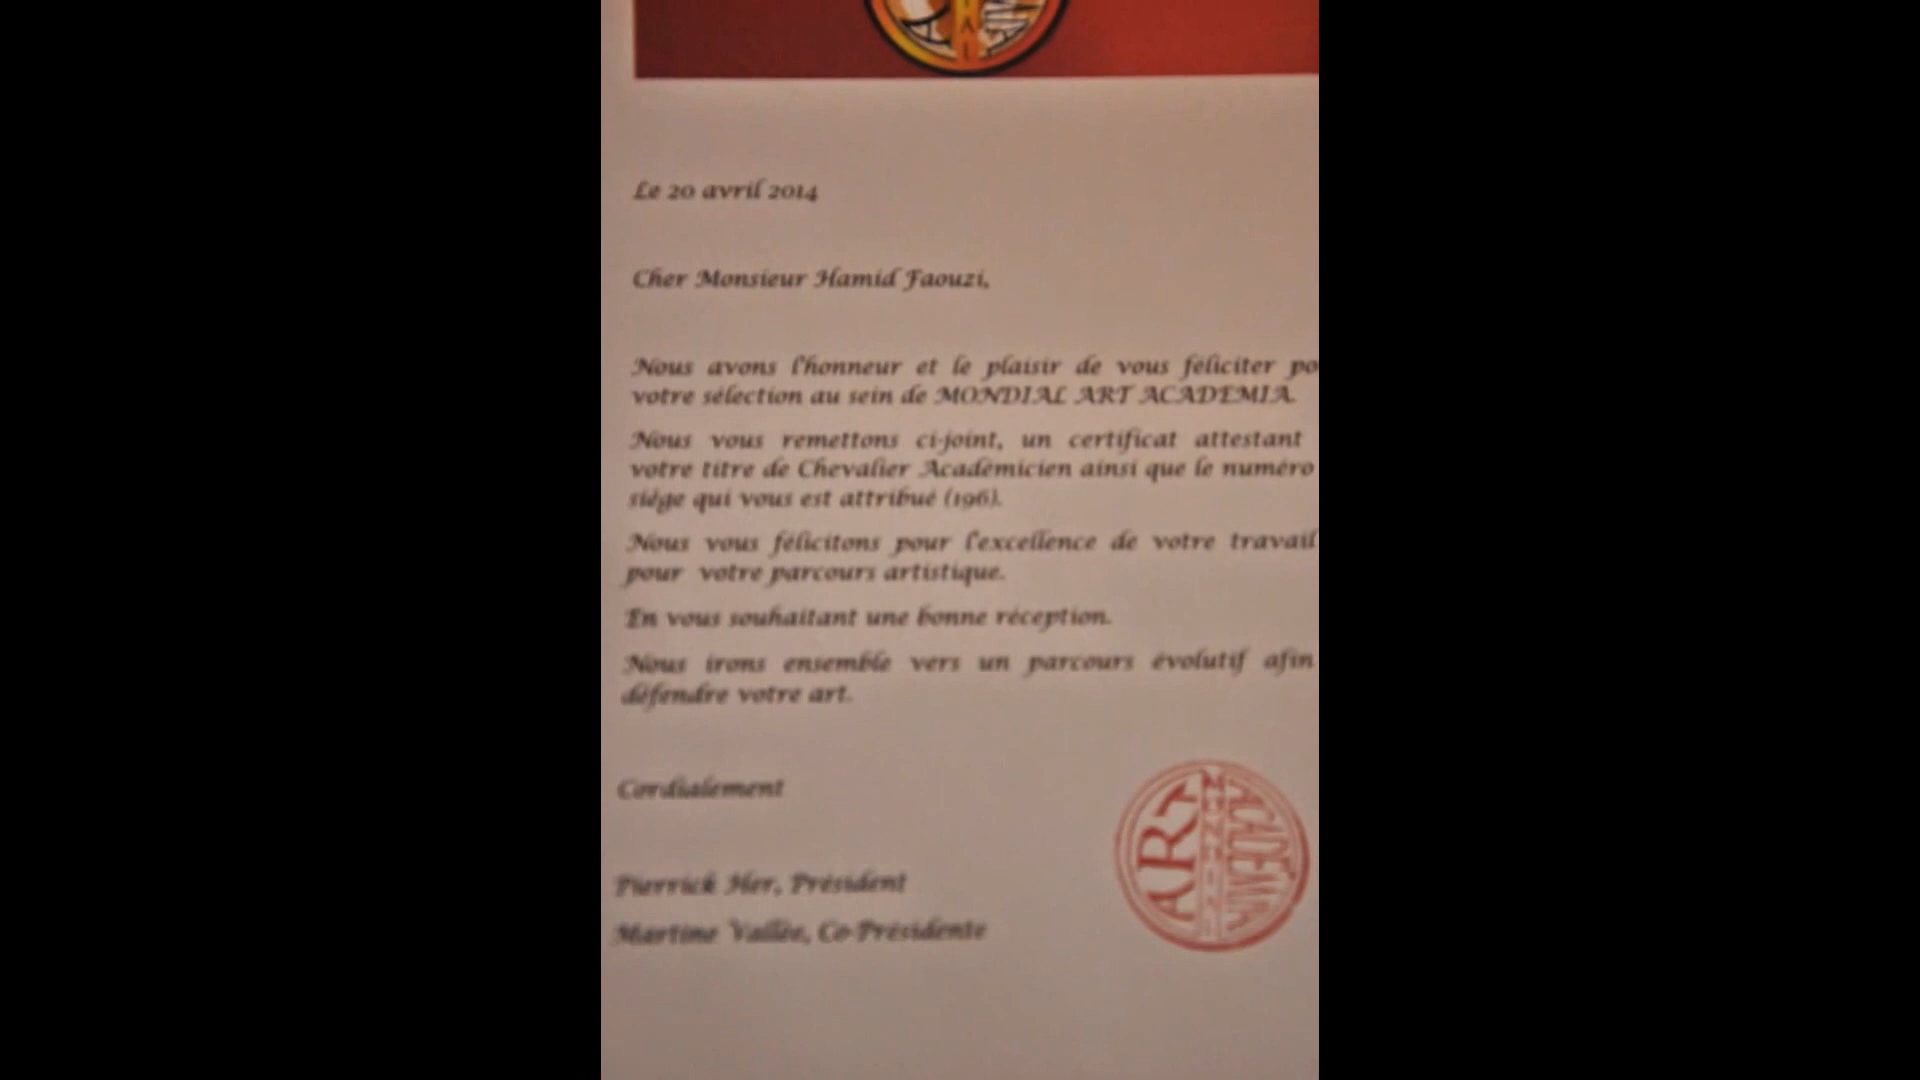 Le 20 avril 2014
Cher Monsieur Hamid Faouzi,
Nous avons l'honneur et le plaisir de vous féliciter po
votre sélection au sein de MONDIAL ART ACADEMIA.
Nous vous remettons ci-joint, un certificat attestant
votre titre de Chevalier Académicien ainsi que le numéro
siége qui vous est attribué (196).
Nous vous félicitons pour l'excellence de votre travail
pour votre parcours artistique.
En vous souhaitant une bonne réception.
Nous irons ensemble vers un parcours évolutif afin
défendre votre art.
Cordialement
Pierrick Her, Président
Martine Vallée, Co-Présidente
ART MONDIAL ACADEMIA